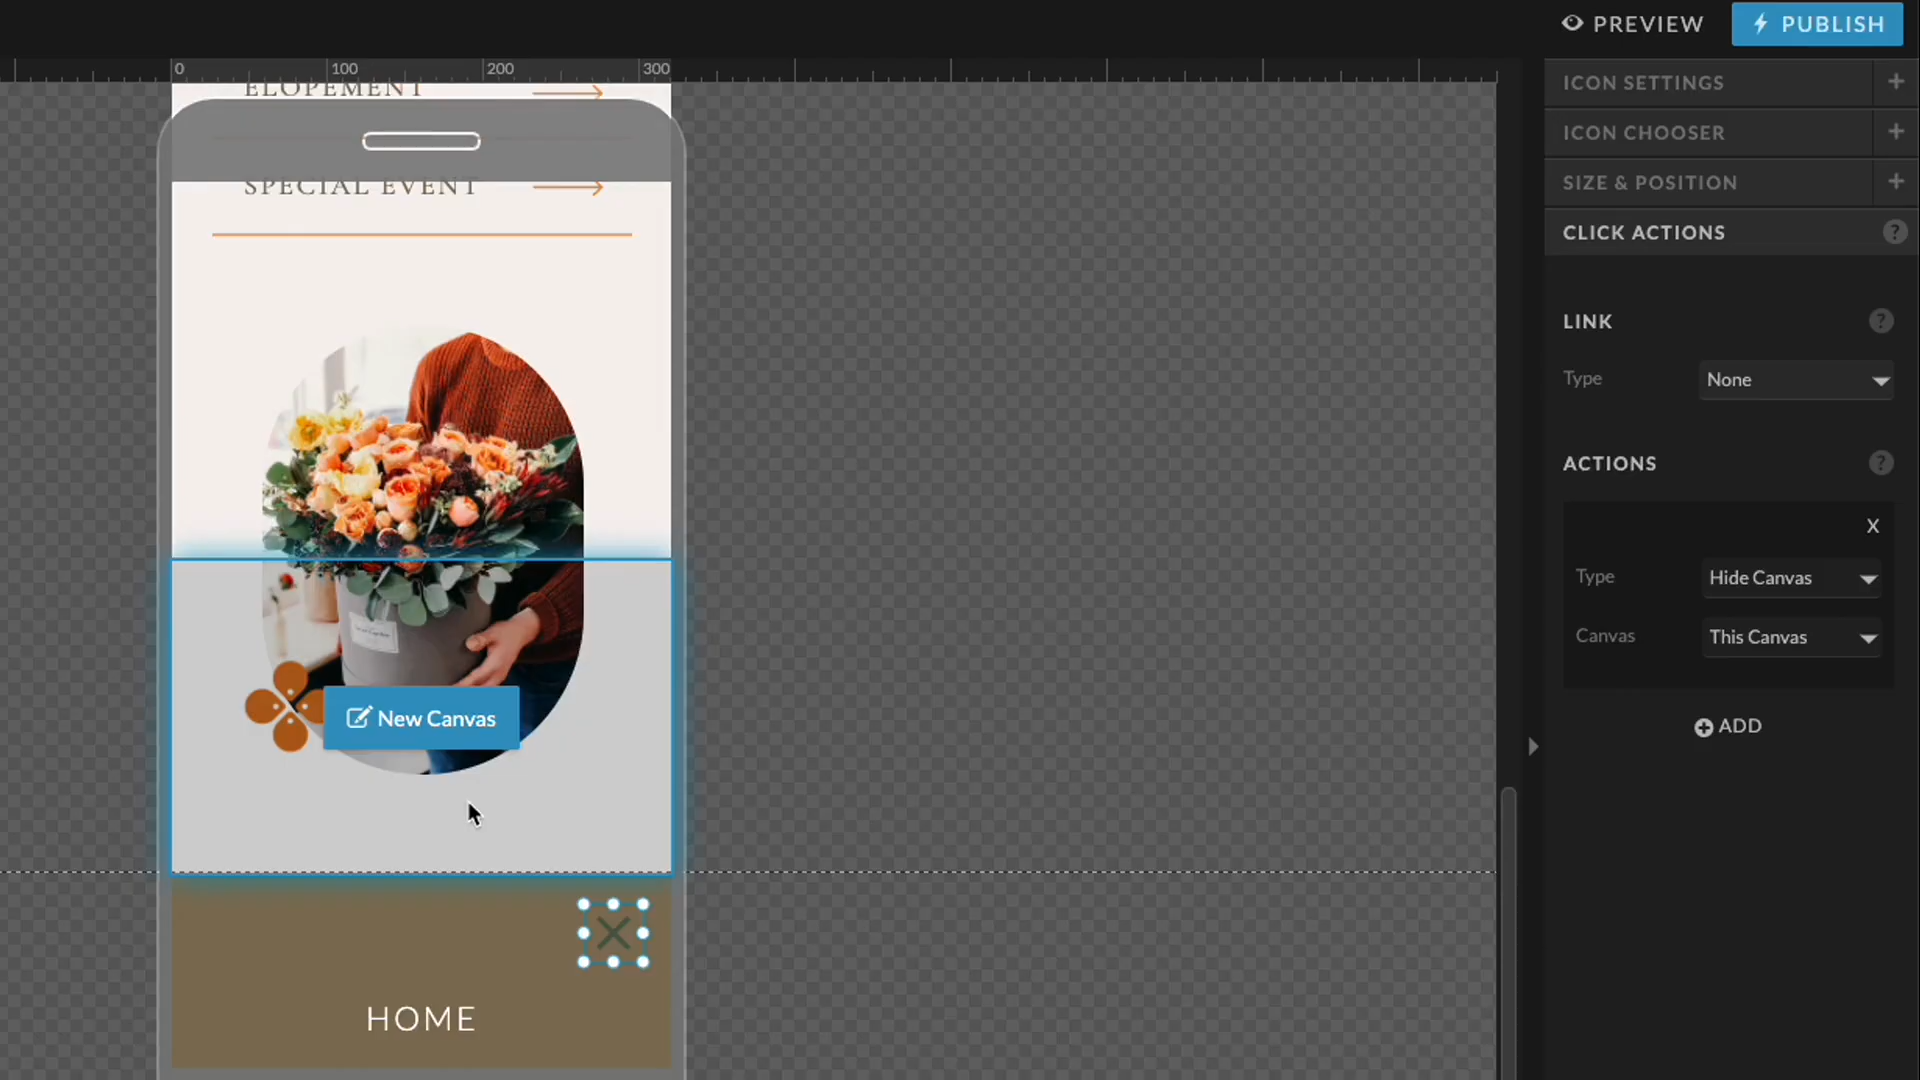 PREVIEW
PUBLISH
0 100 200 300
ELOPEMENT
SPECIAL EVENT
New Canvas
HOME
ICON SETTINGS
ICON CHOOSER
SIZE & POSITION
CLICK ACTIONS
LINK
Type None
ACTIONS
X
Type Hide Canvas
Canvas This Canvas
ADD